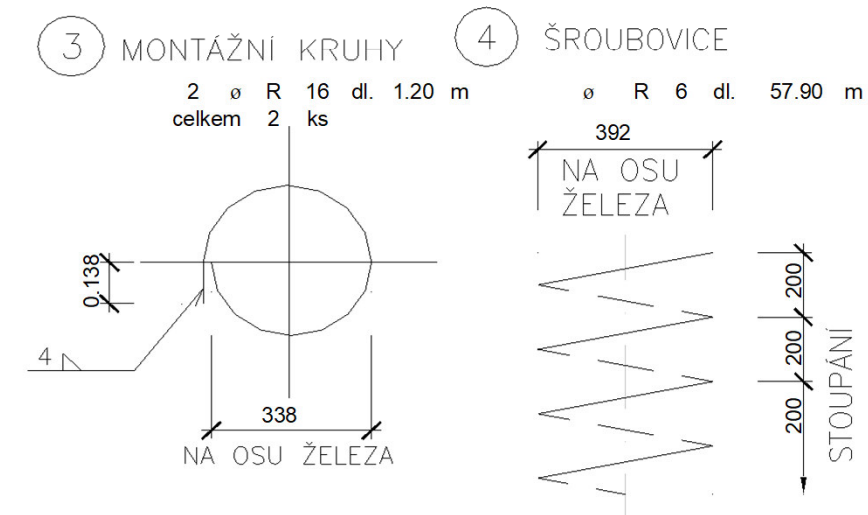 3 MONTÁŽNÍ KRUHY
2 ø R 16 dl. 1.20 m
celkem 2 ks
0.138
4
338
NA OSU ŽELEZA
4 ŠROUBOVICE
ø R 6 dl. 57.90 m
392
NA OSU
ŽELEZA
200
200
200
STOUPÁNÍ